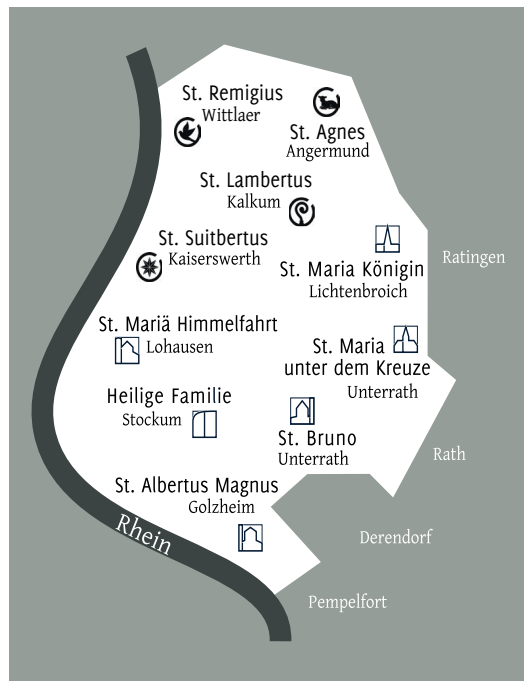 St. Remigius
Wittlaer
St. Agnes
Angermund
St. Lambertus
Kalkum
St. Suitbertus
Kaiserswerth
St. Maria Königin
Lichtenbroich
Ratingen
St. Mariä Himmelfahrt
Lohausen
St. Maria
unter dem Kreuze
Unterrath
Heilige Familie
Stockum
St. Bruno
Unterrath
Rath
St. Albertus Magnus
Golzheim
Rhein
Derendorf
Pempelfort